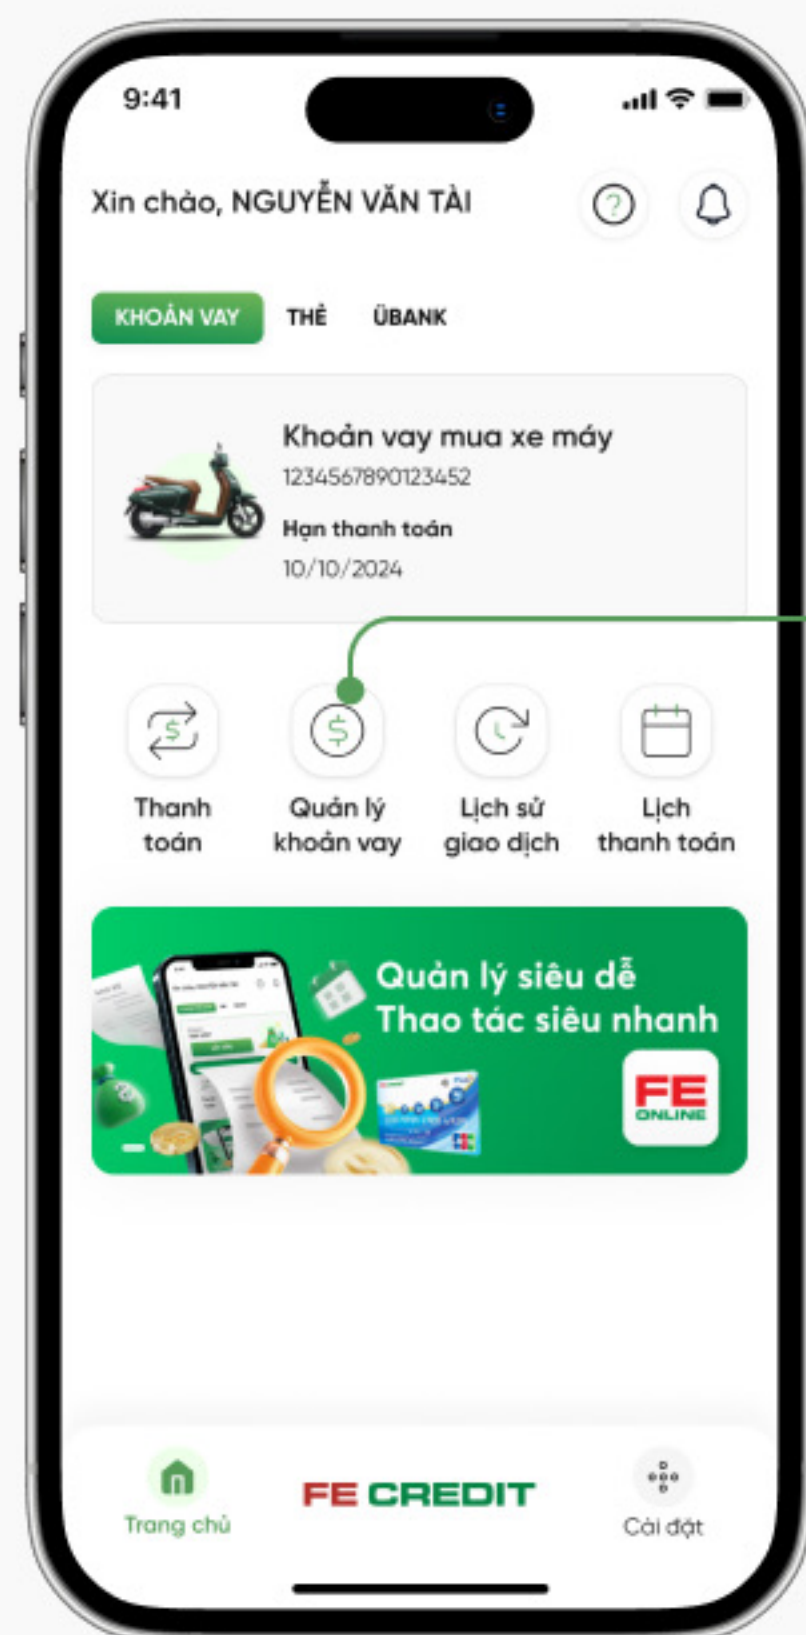 9:41
Xin chào, NGUYỄN VĂN TÀI
KHOẢN VAY THẺ ÜBANK
Khoản vay mua xe máy
1234567890123452
Hạn thanh toán
10/10/2024
Thanh toán
Quản lý khoản vay
Lịch sử giao dịch
Lịch thanh toán
Quản lý siêu dễ
Thao tác siêu nhanh
FE
ONLINE
Trang chủ
FE CREDIT
Cài đặt